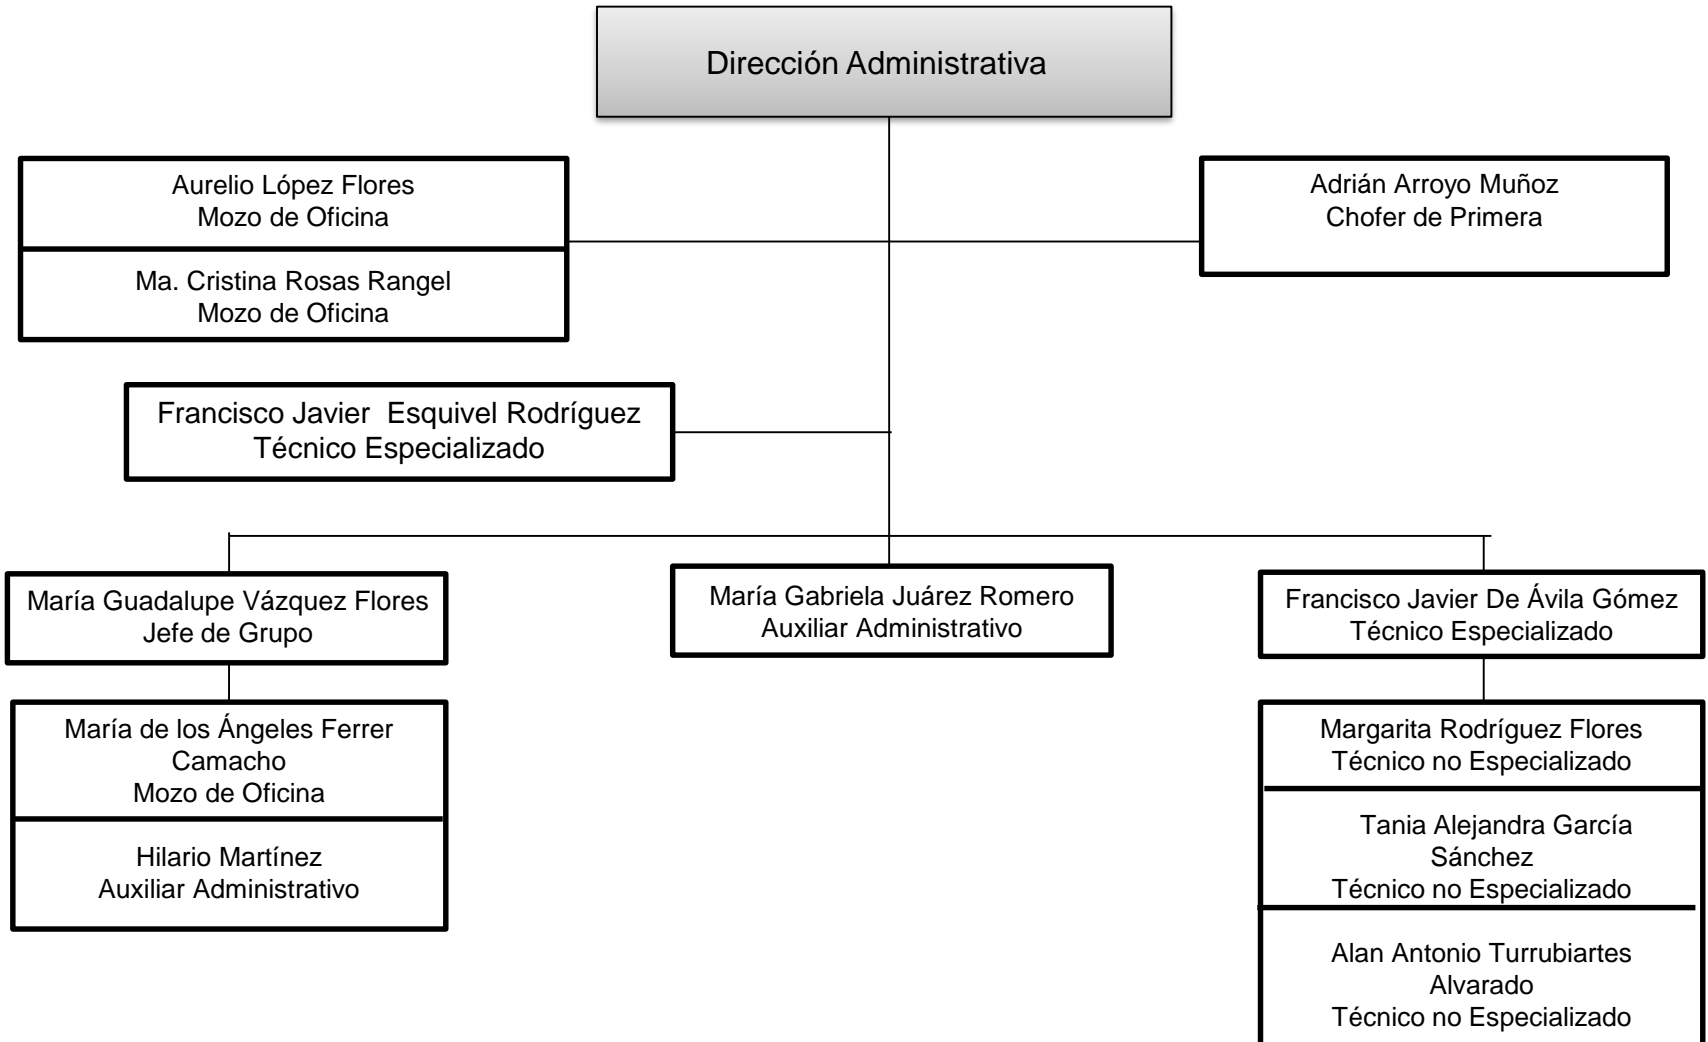 Dirección Administrativa
Aurelio López Flores
Mozo de Oficina
Ma. Cristina Rosas Rangel
Mozo de Oficina
Adrián Arroyo Muñoz
Chofer de Primera
Francisco Javier  Esquivel Rodríguez
Técnico Especializado
María Guadalupe Vázquez Flores
Jefe de Grupo
María Gabriela Juárez Romero
Auxiliar Administrativo
Francisco Javier De Ávila Gómez
Técnico Especializado
María de los Ángeles Ferrer
Camacho
Mozo de Oficina
Hilario Martínez
Auxiliar Administrativo
Margarita Rodríguez Flores
Técnico no Especializado
Tania Alejandra García
Sánchez
Técnico no Especializado
Alan Antonio Turrubiartes
Alvarado
Técnico no Especializado